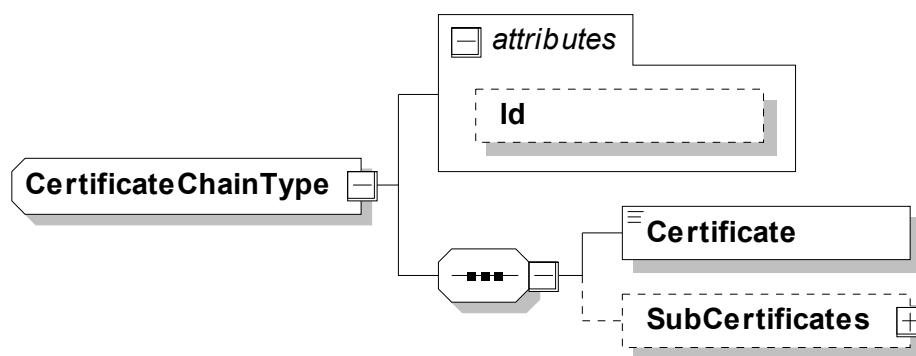 attributes
Id
CertificateChainType
Certificate
SubCertificates